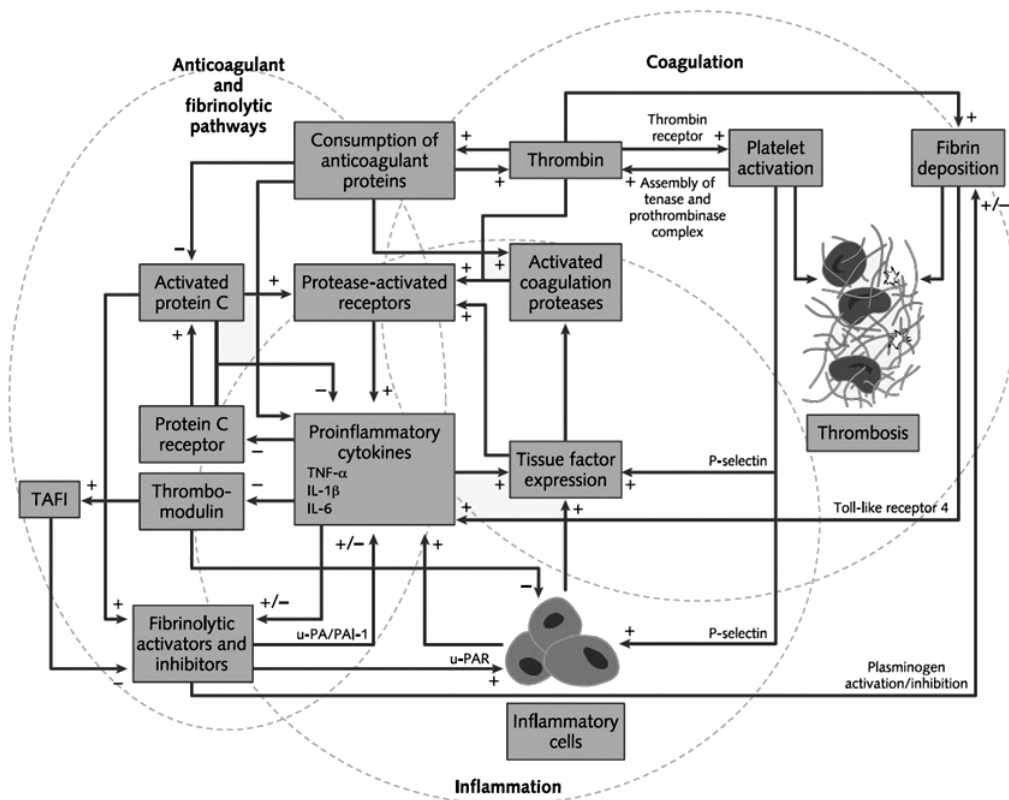 Anticoagulant
and
fibrinolytic
pathways
Coagulation
Consumption of
anticoagulant
proteins
+
+
Thrombin
Thrombin
receptor
+
+
Assembly of
tenase and
prothrombinase
complex
Platelet
activation
+
Fibrin
deposition
+/–
–
Activated
protein C
+
Protease-activated
receptors
+
+
+
Activated
coagulation
proteases
+
–
+
Protein C
receptor
–
Proinflammatory
cytokines
TNF-α
IL-1β
IL-6
Tissue factor
expression
+
+
+
P-selectin
Thrombosis
TAFI
+
Thrombo-
modulin
–
+
+
Toll-like receptor 4
+/–
+
–
+
+/–
Fibrinolytic
activators and
inhibitors
–
u-PA/PAI-1
u-PAR
+
+
P-selectin
Plasminogen
activation/inhibition
Inflammatory
cells
Inflammation